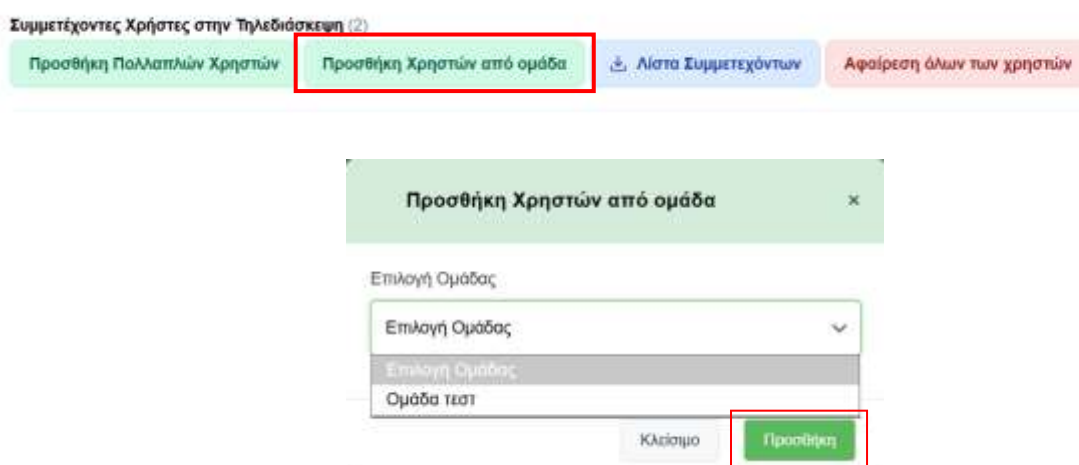 Συμμετέχοντες Χρήστες στην Τηλεδιάσκεψη (2)
Προσθήκη Πολλαπλών Χρηστών Προσθήκη Χρηστών από ομάδα Λίστα Συμμετεχόντων Αφαίρεση όλων των χρηστών
Προσθήκη Χρηστών από ομάδα ×
Επιλογή Ομάδας
Επιλογή Ομάδας
Επιλογή Ομάδας
Ομάδα τεστ
Κλείσιμο Προσθήκη